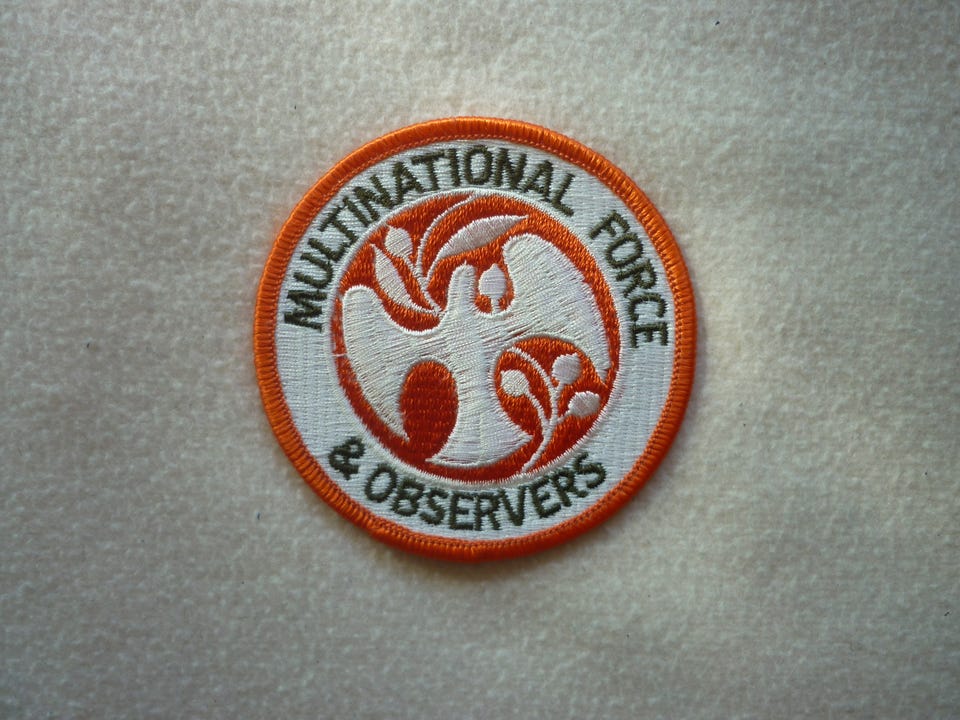 MULTINATIONAL FORCE
& OBSERVERS